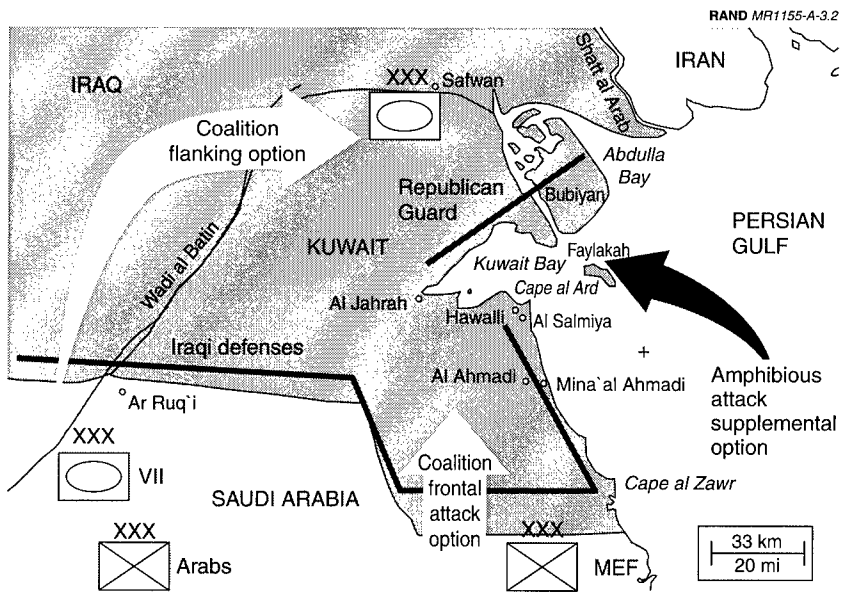 RAND MR1155-A-3.2
IRAQ
XXX
Safwan
Shatt al Arab
IRAN
Coalition
flanking option
Abdulla
Bay
Republican
Guard
Bubiyan
Wadi al Batin
KUWAIT
PERSIAN
GULF
Kuwait Bay
Faylakah
Cape al Ard
Al Jahrah
Hawalli
Al Salmiya
Iraqi defenses
Al Ahmadi
Mina`al Ahmadi
Ar Ruq`i
Amphibious
attack
supplemental
option
XXX
VII
Coalition
frontal
attack
option
SAUDI ARABIA
Cape al Zawr
XXX
Arabs
XXX
MEF
33 km
20 mi